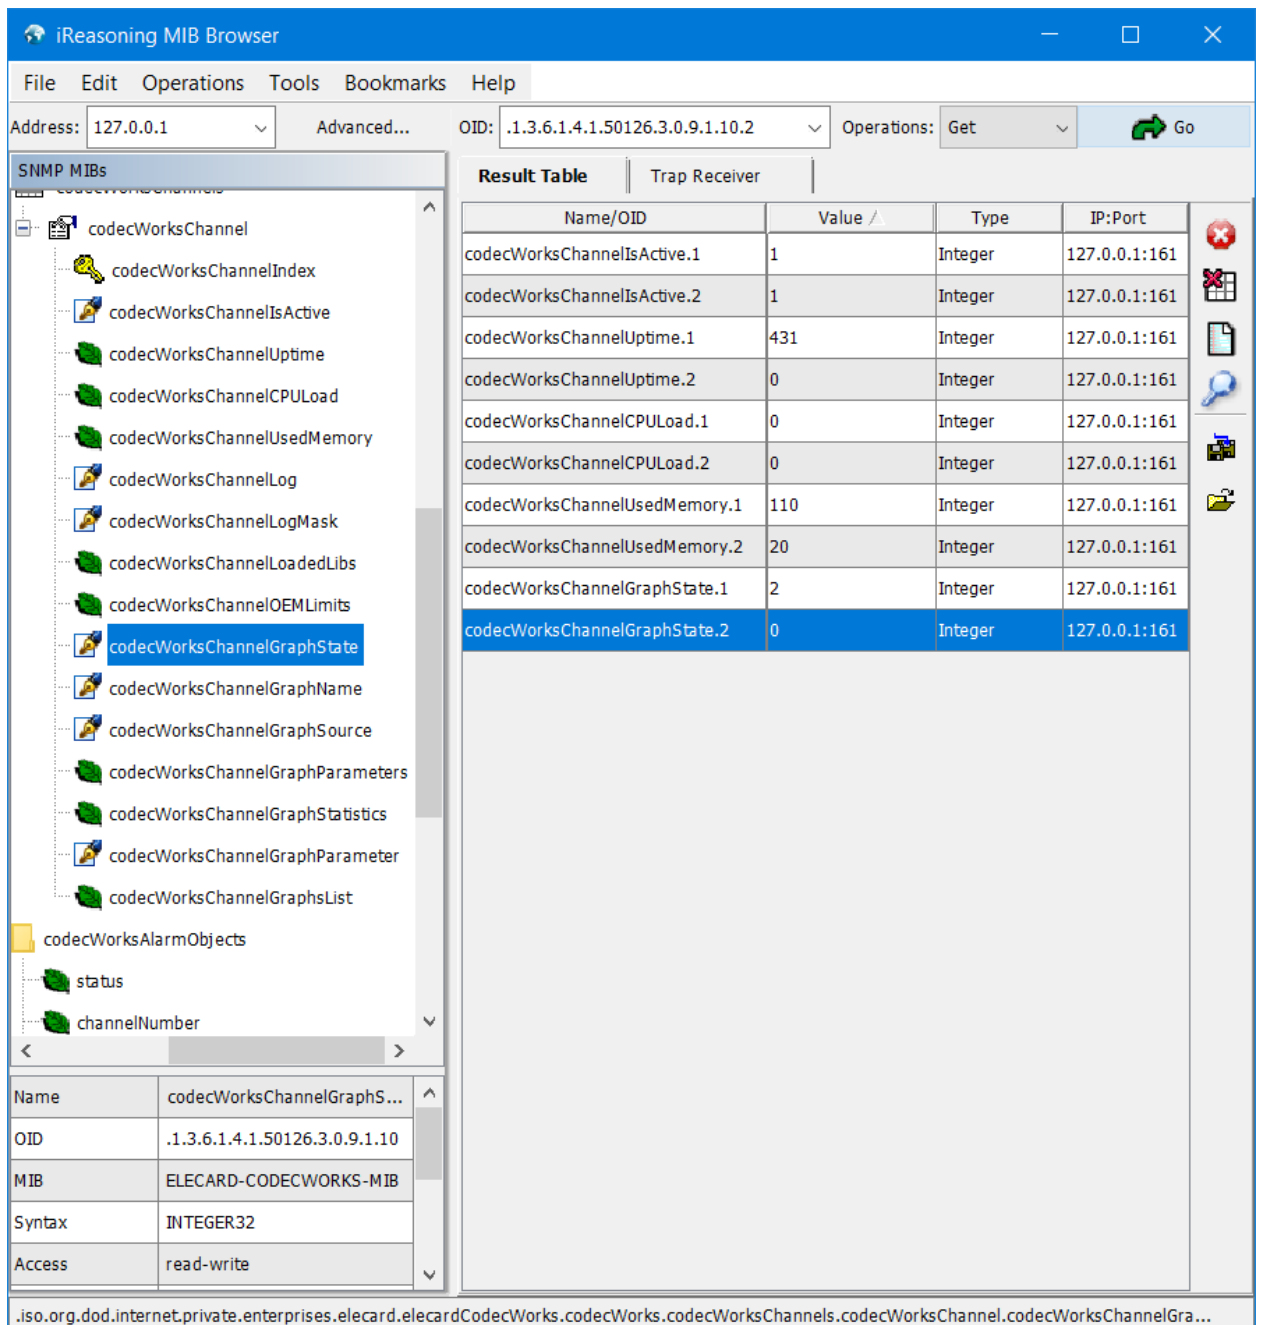 iReasoning MIB Browser
File Edit Operations Tools Bookmarks Help
Address: 127.0.0.1 Advanced... OID: .1.3.6.1.4.1.50126.3.0.9.1.10.2 Operations: Get Go
SNMP MIBs
codecWorksChannels
codecWorksChannel
codecWorksChannelIndex
codecWorksChannelIsActive
codecWorksChannelUptime
codecWorksChannelCPULoad
codecWorksChannelUsedMemory
codecWorksChannelLog
codecWorksChannelLogMask
codecWorksChannelLoadedLibs
codecWorksChannelOEMLimits
codecWorksChannelGraphState
codecWorksChannelGraphName
codecWorksChannelGraphSource
codecWorksChannelGraphParameters
codecWorksChannelGraphStatistics
codecWorksChannelGraphParameter
codecWorksChannelGraphsList
codecWorksAlarmObjects
status
channelNumber
Name codecWorksChannelGraphS...
OID .1.3.6.1.4.1.50126.3.0.9.1.10
MIB ELECARD-CODECWORKS-MIB
Syntax INTEGER32
Access read-write
Result Table Trap Receiver
Name/OID Value Type IP:Port
codecWorksChannelIsActive.1 1 Integer 127.0.0.1:161
codecWorksChannelIsActive.2 1 Integer 127.0.0.1:161
codecWorksChannelUptime.1 431 Integer 127.0.0.1:161
codecWorksChannelUptime.2 0 Integer 127.0.0.1:161
codecWorksChannelCPULoad.1 0 Integer 127.0.0.1:161
codecWorksChannelCPULoad.2 0 Integer 127.0.0.1:161
codecWorksChannelUsedMemory.1 110 Integer 127.0.0.1:161
codecWorksChannelUsedMemory.2 20 Integer 127.0.0.1:161
codecWorksChannelGraphState.1 2 Integer 127.0.0.1:161
codecWorksChannelGraphState.2 0 Integer 127.0.0.1:161
.iso.org.dod.internet.private.enterprises.elecard.elecardCodecWorks.codecWorks.codecWorksChannels.codecWorksChannel.codecWorksChannelGra...